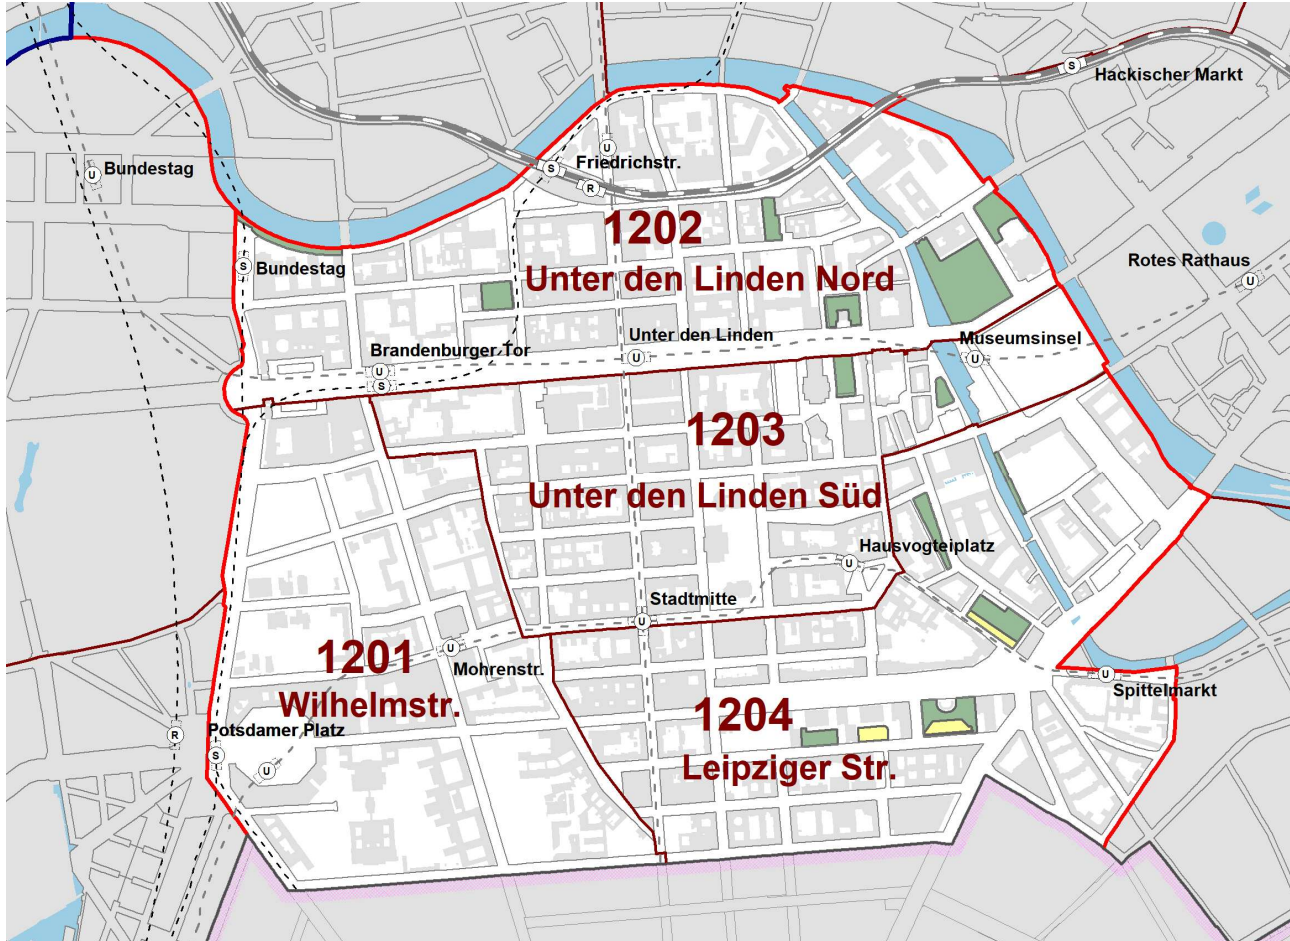 S
Hackischer Markt
U
Friedrichstr.
S
R
Bundestag
U
1202
Unter den Linden Nord
S
Bundestag
Rotes Rathaus
U
Unter den Linden
U
Museumsinsel
U
Brandenburger Tor
U
S
1203
Unter den Linden Süd
Hausvogteiplatz
U
Stadtmitte
U
1201
Wilhelmstr.
U
Mohrenstr.
U
Spittelmarkt
1204
Leipziger Str.
Potsdamer Platz
R
S
U